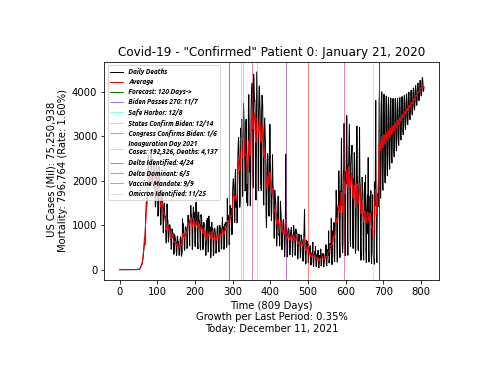 Covid-19 - "Confirmed" Patient 0: January 21, 2020
US Cases (Mil): 75,250,938
Mortality: 796,764 (Rate: 1.60%)
4000
3000
2000
1000
0
Daily Deaths
Average
Forecast: 120 Days->
Biden Passes 270: 11/7
Safe Harbor: 12/8
States Confirm Biden: 12/14
Congress Confirms Biden: 1/6
Inauguration Day 2021
Cases: 192,326, Deaths: 4,137
Delta Identified: 4/24
Delta Dominant: 6/5
Vaccine Mandate: 9/9
Omicron Identified: 11/25
0 100 200 300 400 500 600 700 800
Time (809 Days)
Growth per Last Period: 0.35%
Today: December 11, 2021